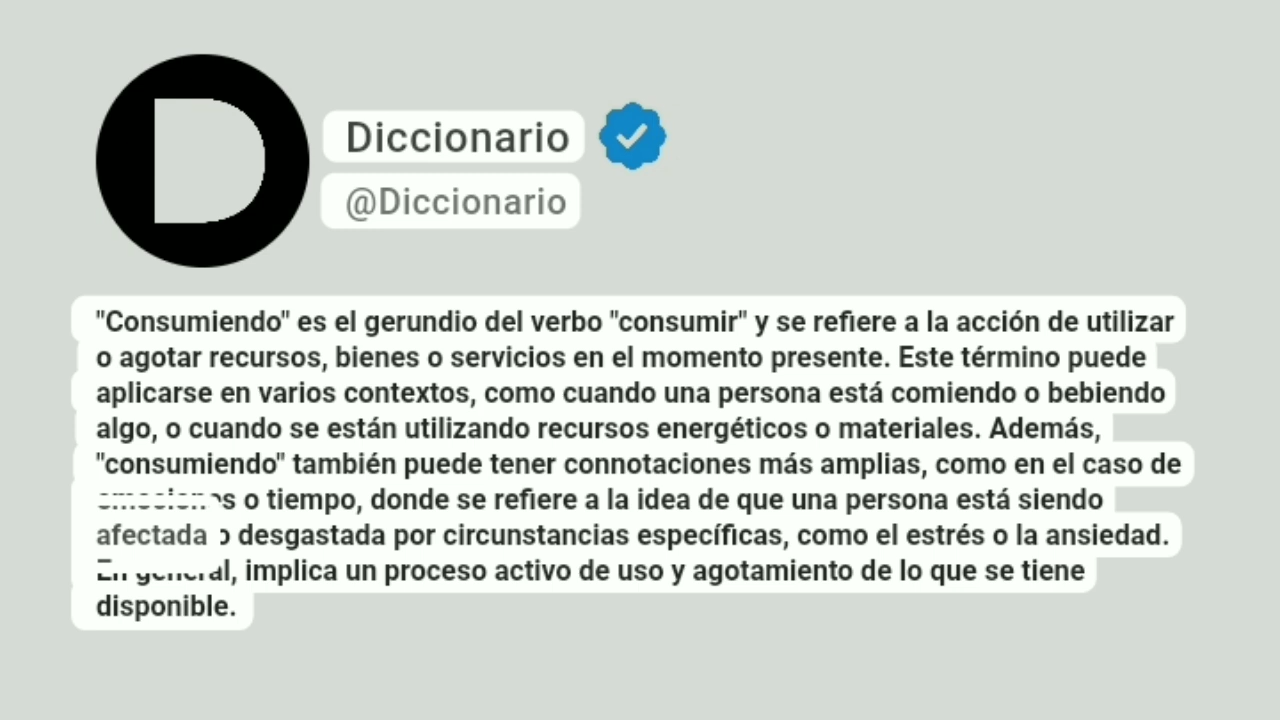 D
Diccionario
@Diccionario
"Consumiendo" es el gerundio del verbo "consumir" y se refiere a la acción de utilizar
o agotar recursos, bienes o servicios en el momento presente. Este término puede
aplicarse en varios contextos, como cuando una persona está comiendo o bebiendo
algo, o cuando se están utilizando recursos energéticos o materiales. Además,
"consumiendo" también puede tener connotaciones más amplias, como en el caso de
emociones o tiempo, donde se refiere a la idea de que una persona está siendo
afectada o desgastada por circunstancias específicas, como el estrés o la ansiedad.
En general, implica un proceso activo de uso y agotamiento de lo que se tiene
disponible.